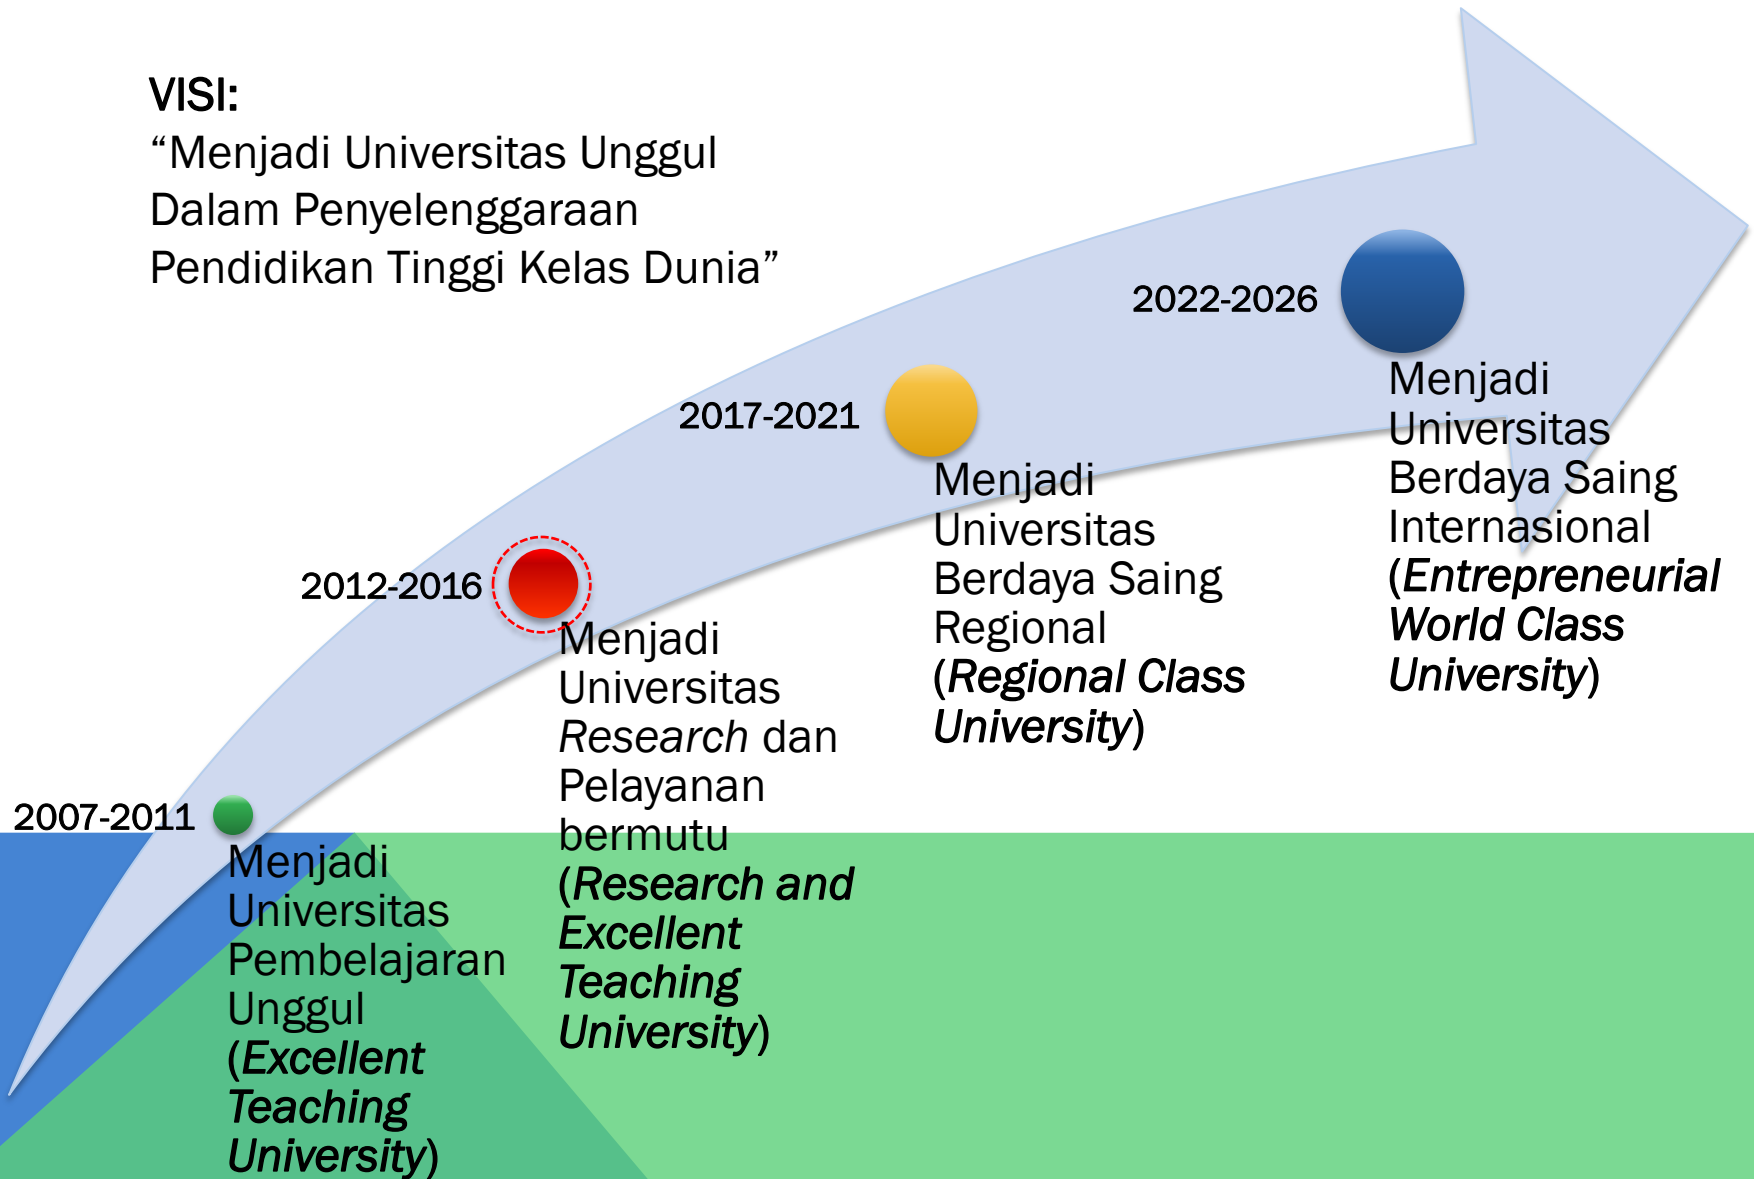 VISI:
“Menjadi Universitas Unggul
Dalam Penyelenggaraan
Pendidikan Tinggi Kelas Dunia”
2007-2011
Menjadi
Universitas
Pembelajaran
Unggul
(Excellent
Teaching
University)
2012-2016
Menjadi
Universitas
Research dan
Pelayanan
bermutu
(Research and
Excellent
Teaching
University)
2017-2021
Menjadi
Universitas
Berdaya Saing
Regional
(Regional Class
University)
2022-2026
Menjadi
Universitas
Berdaya Saing
Internasional
(Entrepreneurial
World Class
University)